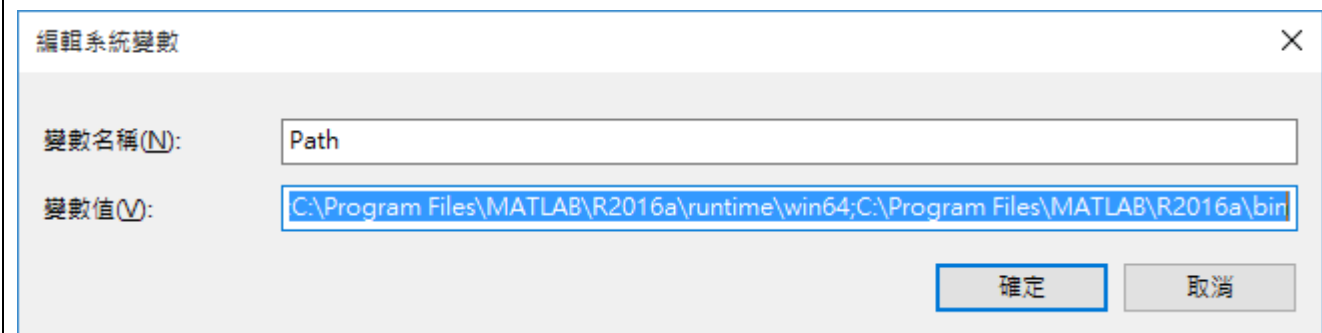 編輯系統變數
變數名稱(N): Path
變數值(V): ;C:\Program Files\MATLAB\R2016a\runtime\win64;C:\Program Files\MATLAB\R2016a\bin
確定 取消